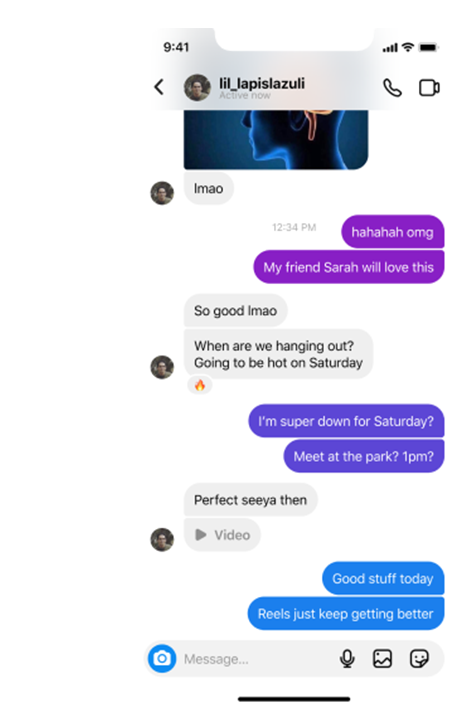 9:41
lil_lapislazuli
Active now
lmao
12:34 PM
hahahah omg
My friend Sarah will love this
So good lmao
When are we hanging out?
Going to be hot on Saturday
🔥
I'm super down for Saturday?
Meet at the park? 1pm?
Perfect seeya then
Video
Good stuff today
Reels just keep getting better
Message...